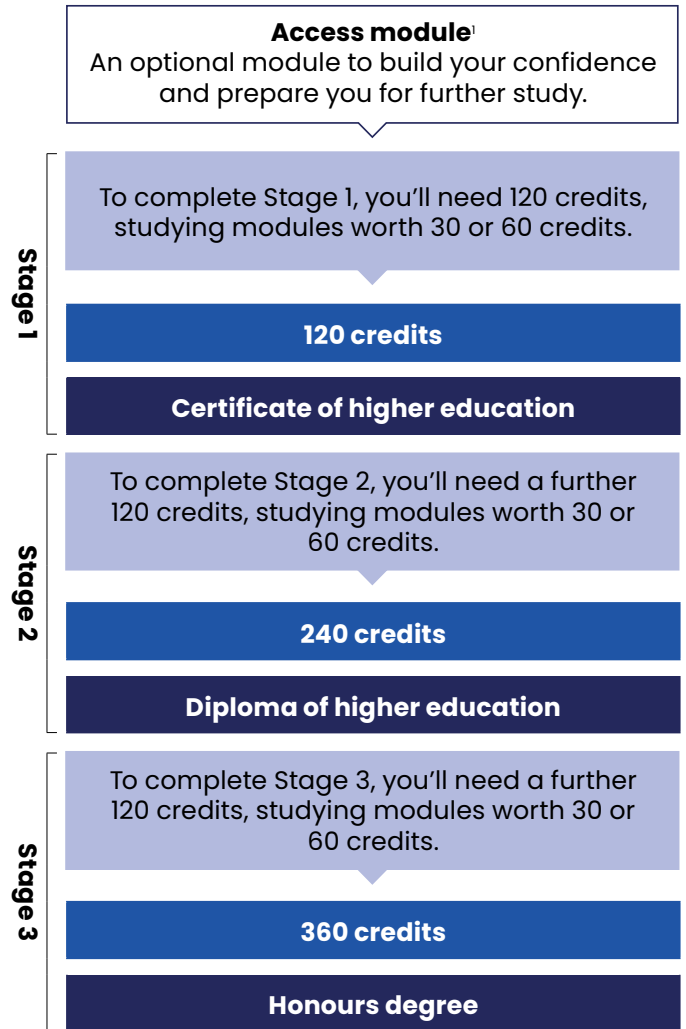 Access module¹
An optional module to build your confidence
and prepare you for further study.
Stage 1
To complete Stage 1, you’ll need 120 credits,
studying modules worth 30 or 60 credits.
120 credits
Certificate of higher education
Stage 2
To complete Stage 2, you’ll need a further
120 credits, studying modules worth 30 or
60 credits.
240 credits
Diploma of higher education
Stage 3
To complete Stage 3, you’ll need a further
120 credits, studying modules worth 30 or
60 credits.
360 credits
Honours degree